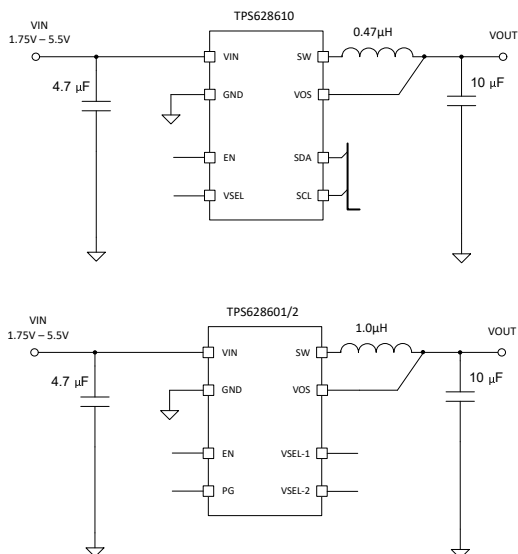 TPS628610
VIN
1.75V – 5.5V
0.47µH
VOUT
4.7 µF
10 µF
VIN
SW
GND
VOS
EN
SDA
VSEL
SCL
TPS628601/2
VIN
1.75V – 5.5V
1.0µH
VOUT
4.7 µF
10 µF
VIN
SW
GND
VOS
EN
VSEL-1
PG
VSEL-2